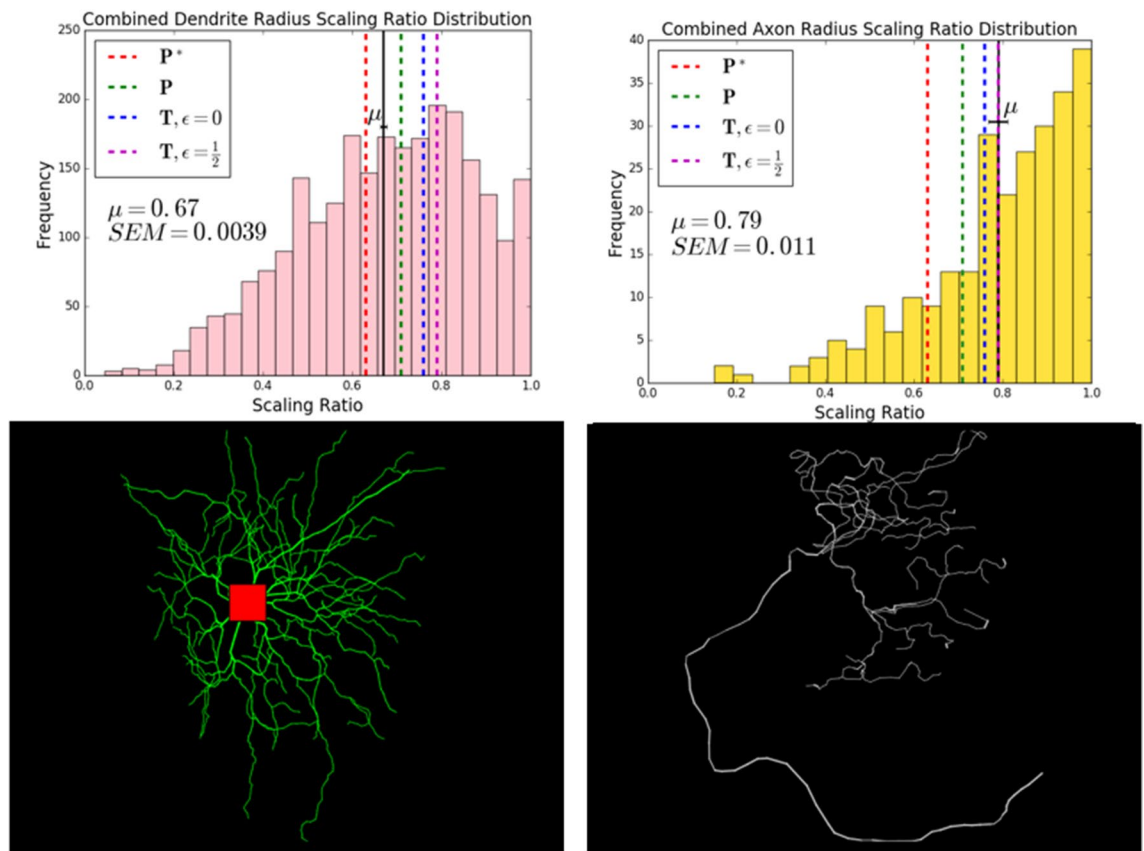 Combined Dendrite Radius Scaling Ratio Distribution
250
200
150
100
50
0
Frequency
P*
P
T, ϵ = 0
T, ϵ = 1/2
μ
μ = 0.67
SEM = 0.0039
0.0 0.2 0.4 0.6 0.8 1.0
Scaling Ratio
Combined Axon Radius Scaling Ratio Distribution
40
35
30
25
20
15
10
5
0
Frequency
P*
P
T, ϵ = 0
T, ϵ = 1/2
μ
μ = 0.79
SEM = 0.011
0.0 0.2 0.4 0.6 0.8 1.0
Scaling Ratio